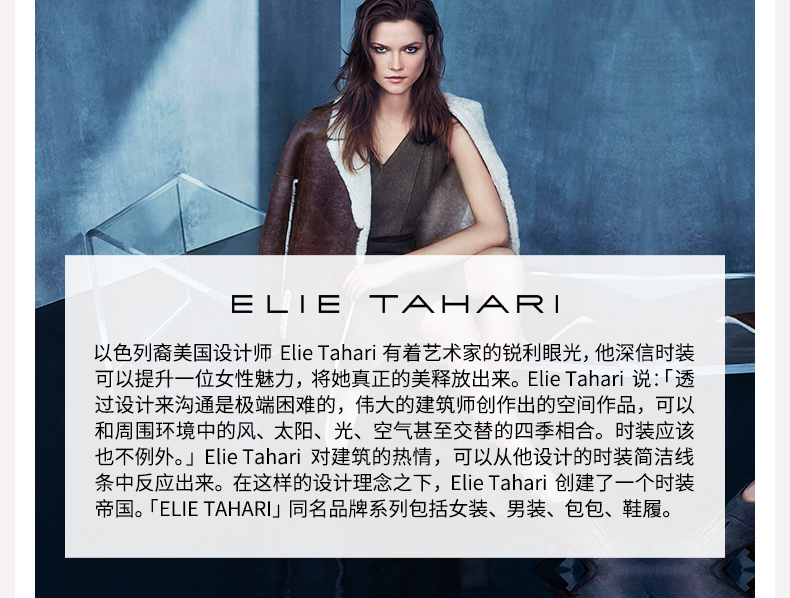 ELIE TAHARI
以色列裔美国设计师 Elie Tahari 有着艺术家的锐利眼光，他深信时装
可以提升一位女性魅力，将她真正的美释放出来。Elie Tahari 说：「透
过设计来沟通是极端困难的，伟大的建筑师创作出的空间作品，可以
和周围环境中的风、太阳、光、空气甚至交替的四季相合。时装应该
也不例外。」Elie Tahari 对建筑的热情，可以从他设计的时装简洁线
条中反应出来。在这样的设计理念之下，Elie Tahari 创建了一个时装
帝国。「ELIE TAHARI」同名品牌系列包括女装、男装、包包、鞋履。